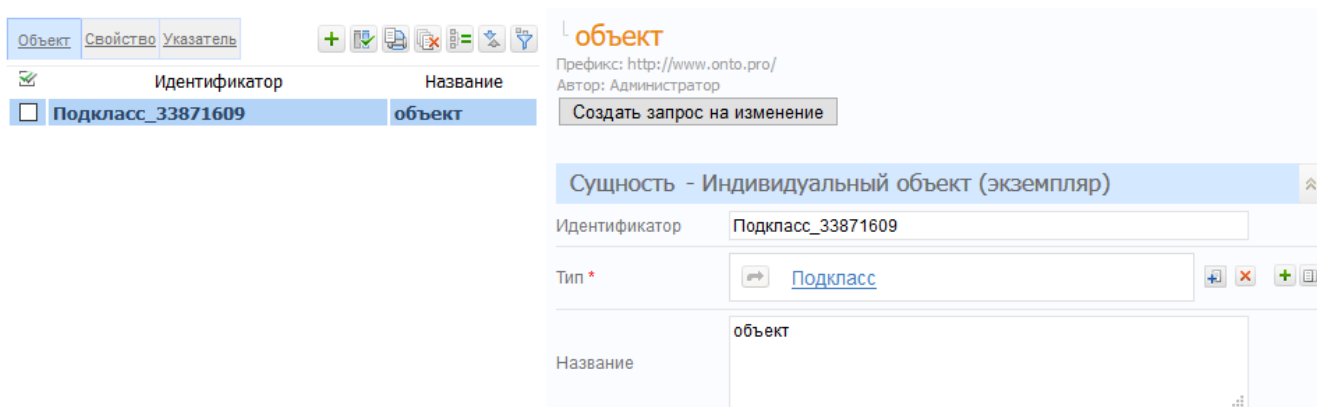 Объект Свойство Указатель
Идентификатор Название
Подкласс_33871609 объект
объект
Префикс: http://www.onto.pro/
Автор: Администратор
Создать запрос на изменение
Сущность - Индивидуальный объект (экземпляр)
Идентификатор Подкласс_33871609
Тип * Подкласс
объект
Название